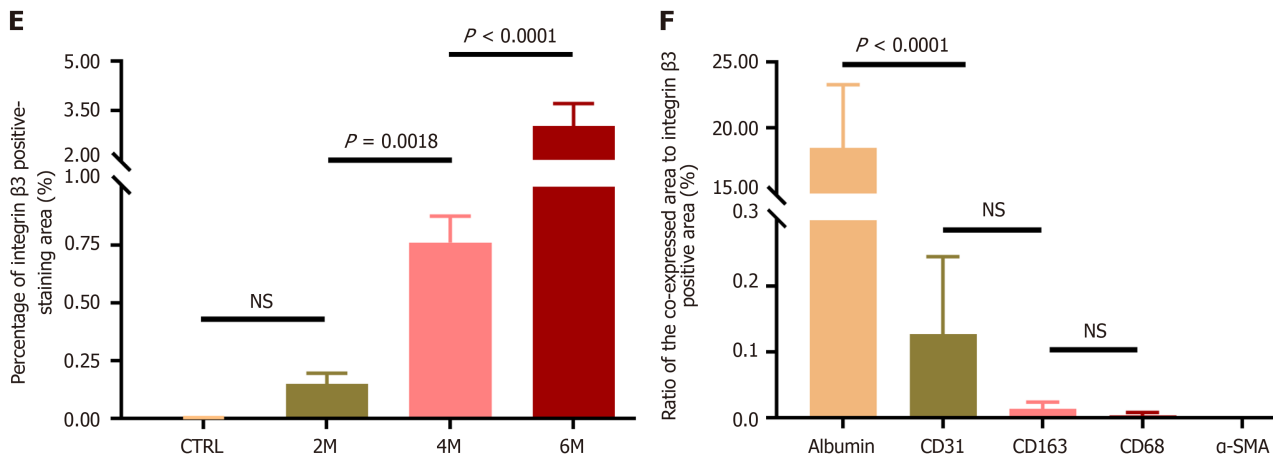 E
Percentage of integrin β3 positive-
staining area (%)
5.00
3.50
2.00
1.00
0.75
0.50
0.25
0.00
NS
P = 0.0018
P < 0.0001
CTRL
2M
4M
6M
F
Ratio of the co-expressed area to integrin β3
positive area (%)
25.00
20.00
15.00
0.3
0.2
0.1
0.0
P < 0.0001
NS
NS
Albumin
CD31
CD163
CD68
α-SMA